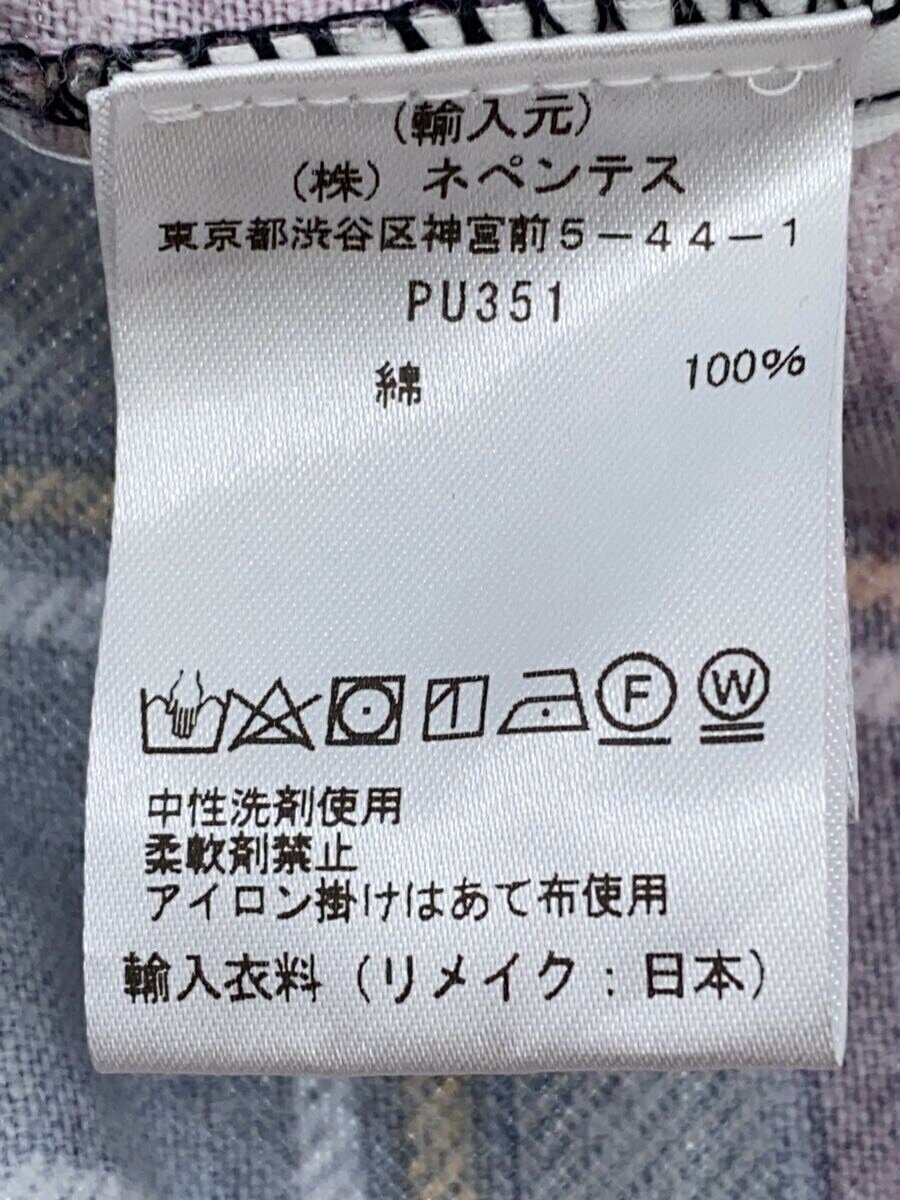 (輸入元)
(株) ネペンテス
東京都渋谷区神宮前5-44-1
PU351
綿 100%
F W
中性洗剤使用
柔軟剤禁止
アイロン掛けはあて布使用
輸入衣料(リメイク:日本)